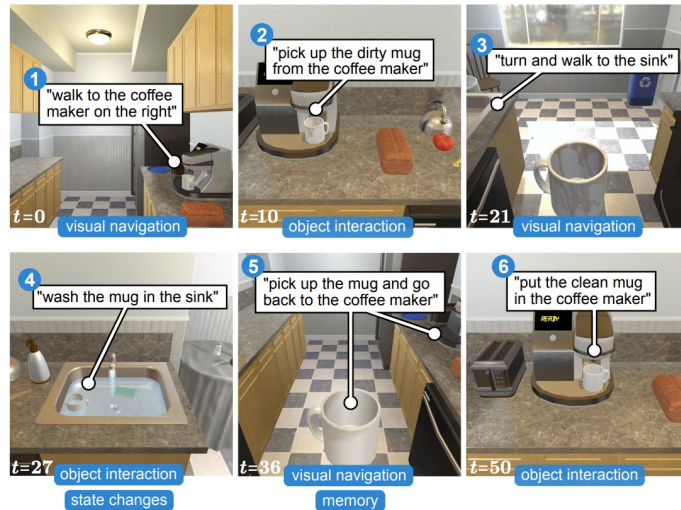 1
"walk to the coffee
maker on the right"
t=0
visual navigation
2
"pick up the dirty mug
from the coffee maker"
t=10
object interaction
3
"turn and walk to the sink"
t=21
visual navigation
4
"wash the mug in the sink"
t=27
object interaction
state changes
5
"pick up the mug and go
back to the coffee maker"
t=36
visual navigation
memory
6
"put the clean mug
in the coffee maker"
READY
t=50
object interaction